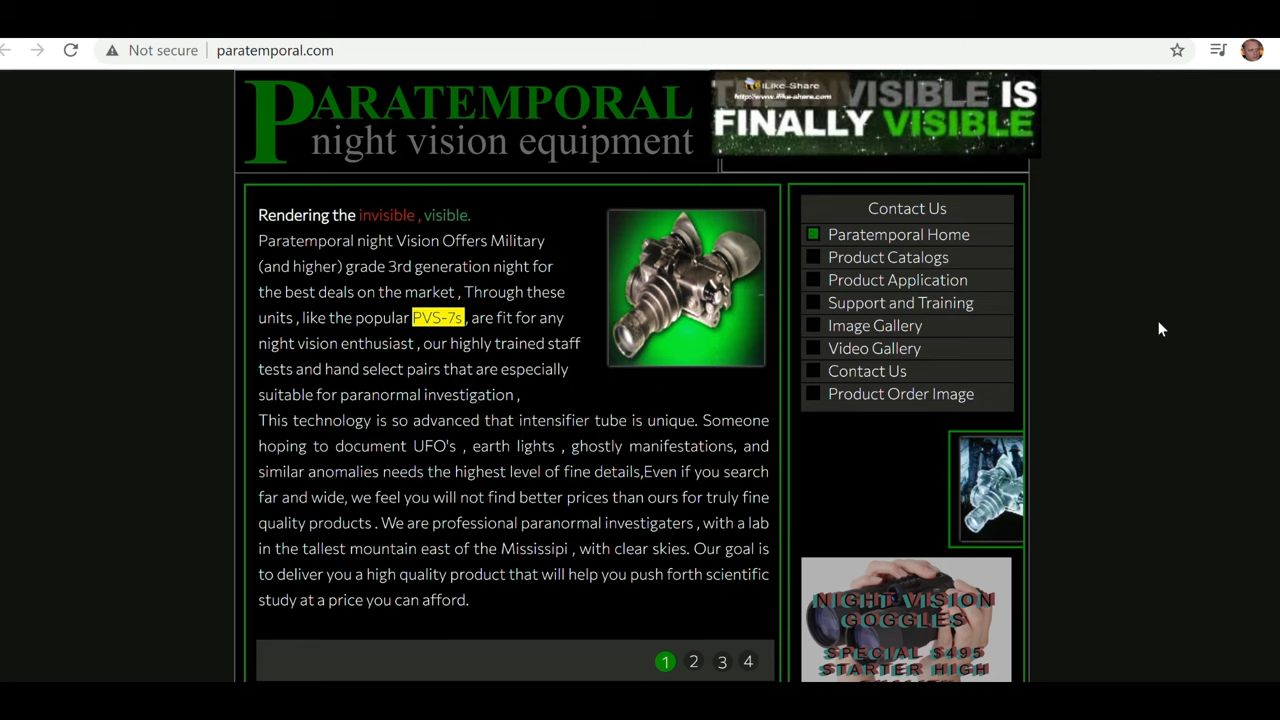 Not secure
paratemporal.com
PARATEMPORAL
night vision equipment
iLike-Share
http://www.ilike-share.com
VISIBLE IS
FINALLY VISIBLE
Rendering the invisible , visible.
Paratemporal night Vision Offers Military
(and higher) grade 3rd generation night for
the best deals on the market , Through these
units , like the popular PVS-7s, are fit for any
night vision enthusiast , our highly trained staff
tests and hand select pairs that are especially
suitable for paranormal investigation ,
This technology is so advanced that intensifier tube is unique. Someone
hoping to document UFO's , earth lights , ghostly manifestations, and
similar anomalies needs the highest level of fine details,Even if you search
far and wide, we feel you will not find better prices than ours for truly fine
quality products . We are professional paranormal investigaters , with a lab
in the tallest mountain east of the Mississipi , with clear skies. Our goal is
to deliver you a high quality product that will help you push forth scientific
study at a price you can afford.
1 2 3 4
Contact Us
Paratemporal Home
Product Catalogs
Product Application
Support and Training
Image Gallery
Video Gallery
Contact Us
Product Order Image
NIGHT VISION
GOGGLES
SPECIAL $495
STARTER HIGH